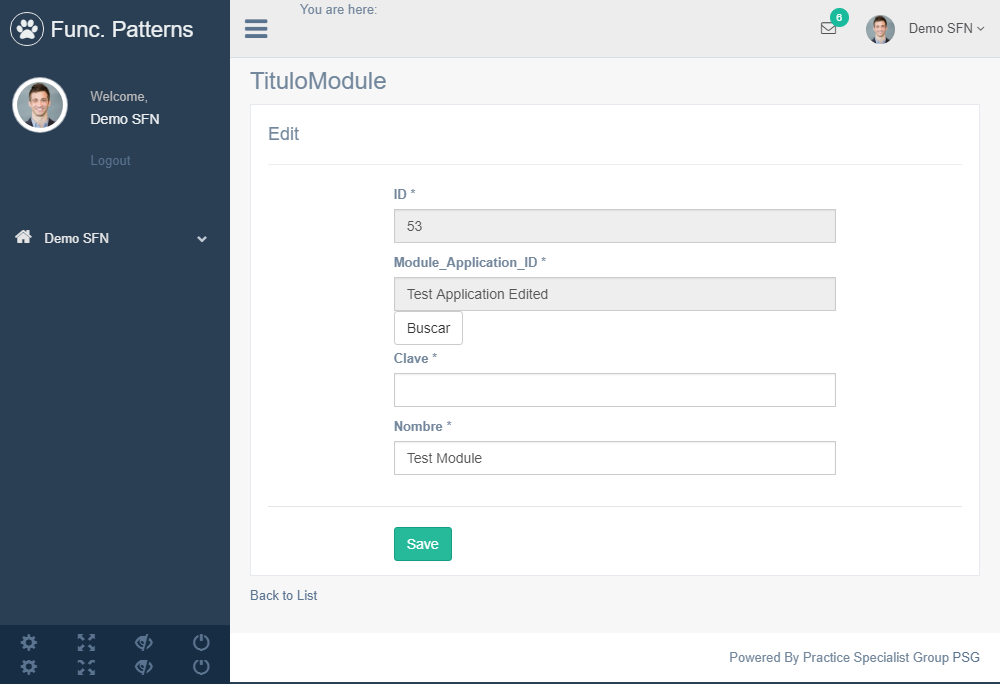 Func. Patterns
Welcome,
Demo SFN
Logout
Demo SFN
You are here:
6
Demo SFN
TituloModule
Edit
ID *
53
Module_Application_ID *
Test Application Edited
Buscar
Clave *
Nombre *
Test Module
Save
Back to List
Powered By Practice Specialist Group PSG